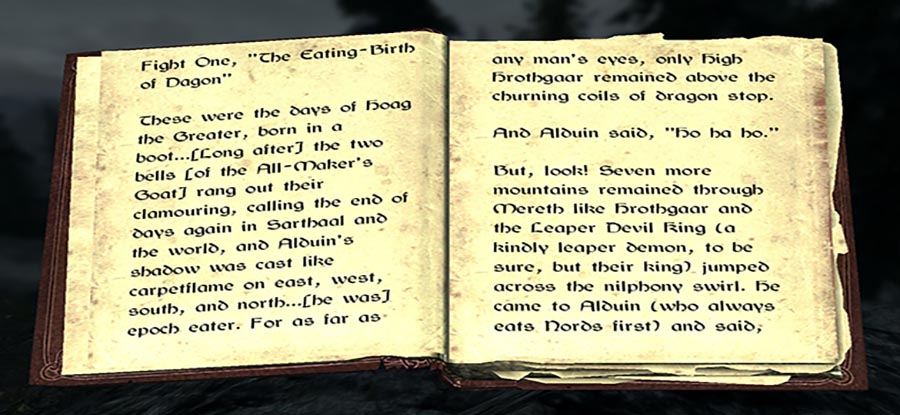 Fight One, "The Eating-Birth
of Dagon"
These were the days of Hoag
the Greater, born in a
boot...[Long after] the two
bells [of the All-Maker's
Goat] rang out their
clamouring, calling the end of
days again in Sarthaal and
the world, and Alduin's
shadow was cast like
carpetflame on east, west,
south, and north...[he was]
epoch eater. For as far as
any man's eyes, only High
Hrothgaar remained above the
churning coils of dragon stop.
And Alduin said, "Ho ha ho."
But, look! Seven more
mountains remained through
Mereth like Hrothgaar and
the Leaper Devil King (a
kindly leaper demon, to be
sure, but their king) jumped
across the nilphony swirl. He
came to Alduin (who always
eats Nords first) and said,